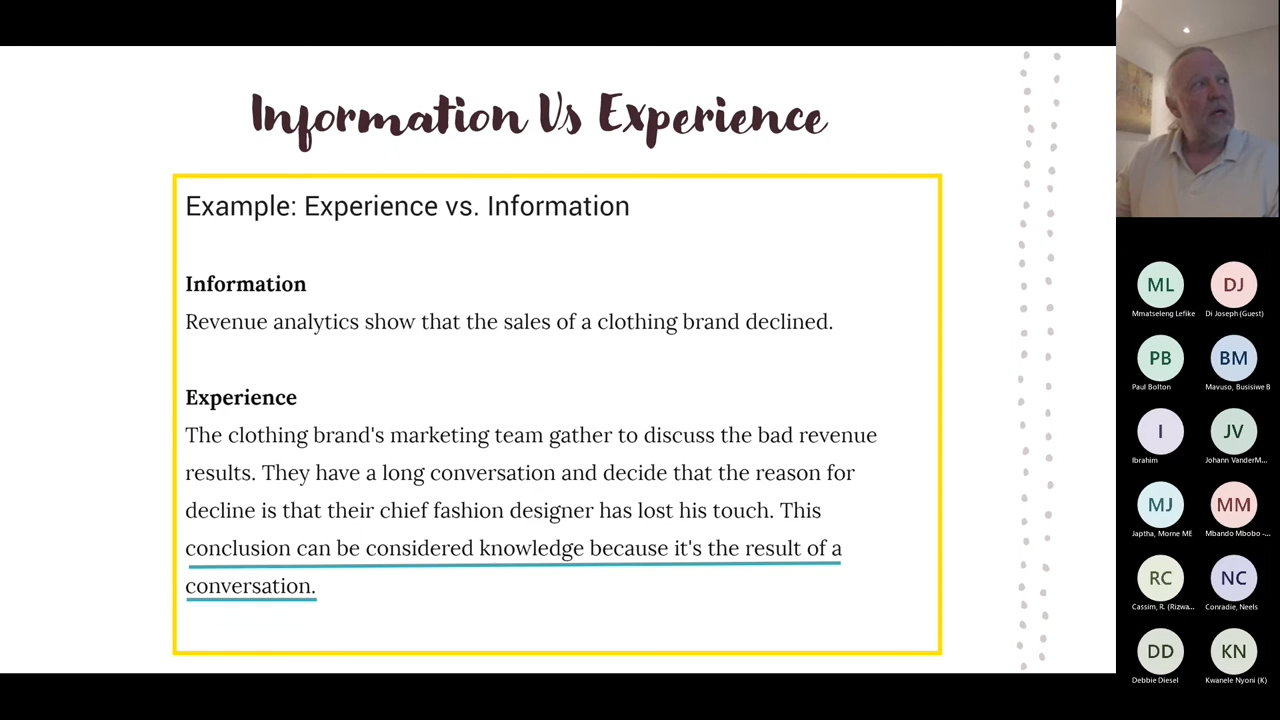 Information Vs Experience
Example: Experience vs. Information
Information
Revenue analytics show that the sales of a clothing brand declined.
Experience
The clothing brand's marketing team gather to discuss the bad revenue
results. They have a long conversation and decide that the reason for
decline is that their chief fashion designer has lost his touch. This
conclusion can be considered knowledge because it's the result of a
conversation.
ML
DJ
Mmatseleng Lefike
Di Joseph (Guest)
PB
BM
Paul Bolton
Mavuso, Busisiwe B
I
JV
Ibrahim
Johann VanderM...
MJ
MM
Japtha, Morne ME
Mbando Mbobo -...
RC
NC
Cassim, R. (Rizwa...
Conradie, Neels
DD
KN
Debbie Diesel
Kwanele Nyoni (K)